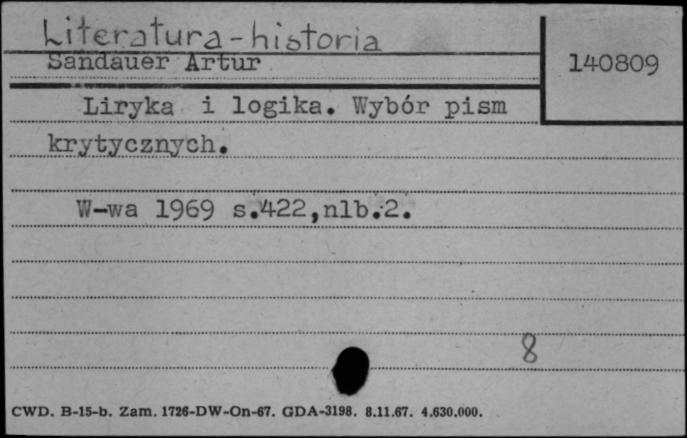 Literatura-historia
Sandauer Artur
140809
Liryka i logika. Wybór pism
krytycznych.
W-wa 1969 s.422,nlb.2.
8
CWD. B-15-b. Zam. 1726-DW-On-67. GDA-3198. 8.11.67. 4.630.000.